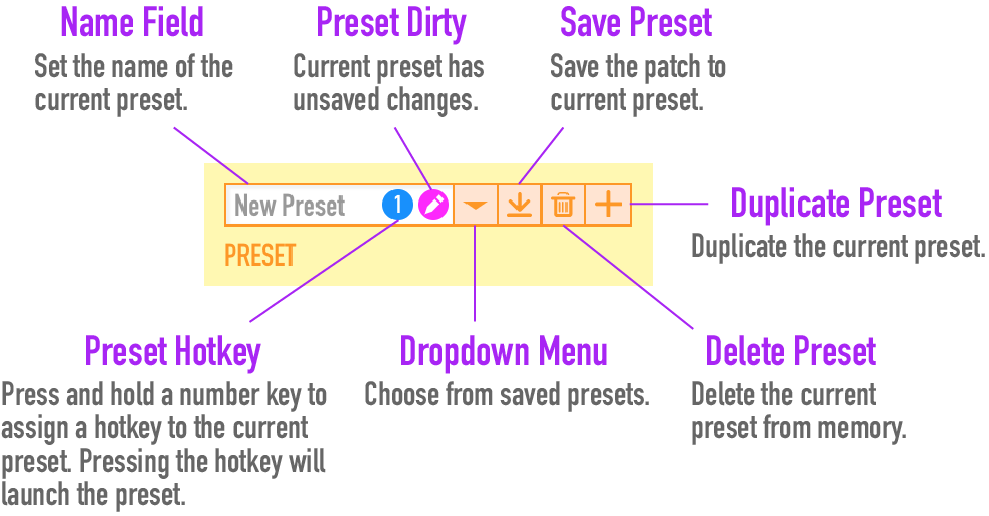 Name Field
Set the name of the
current preset.
Preset Dirty
Current preset has
unsaved changes.
Save Preset
Save the patch to
current preset.
New Preset
1
PRESET
Duplicate Preset
Duplicate the current preset.
Preset Hotkey
Press and hold a number key to
assign a hotkey to the current
preset. Pressing the hotkey will
launch the preset.
Dropdown Menu
Choose from saved presets.
Delete Preset
Delete the current
preset from memory.